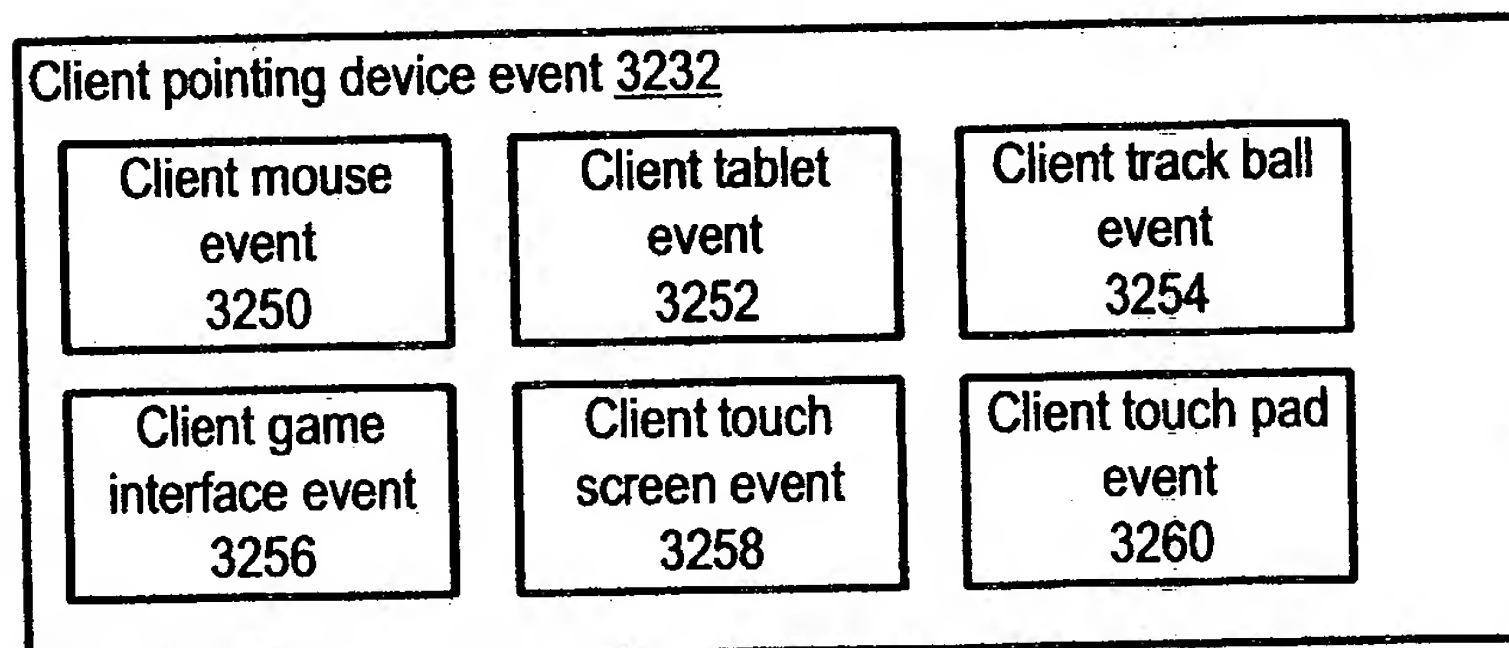 Client pointing device event 3232
Client mouse
event
3250
Client tablet
event
3252
Client track ball
event
3254
Client game
interface event
3256
Client touch
screen event
3258
Client touch pad
event
3260